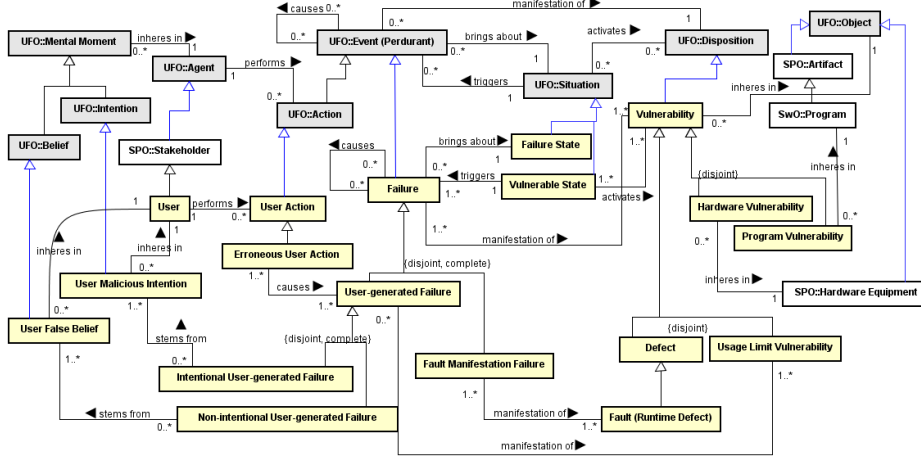 causes ▶
0..*
0..*
manifestation of ▶
0..*
1
UFO::Mental Moment
inherits in ▶
0..*
1
UFO::Event (Perdurant)
0..*
brings about ▶
1
activates ▶
0..*
0..*
UFO::Disposition
UFO::Object
1
SPO::Artifact
UFO::Agent
1
performs ▶
0..*
◀ triggers
0..*
1
UFO::Situation
UFO::Intention
UFO::Action
1..*
Vulnerability
0..*
inheres in ▶
SwO::Program
1
UFO::Belief
SPO::Stakeholder
◀ causes
0..*
0..*
brings about ▶
0..*
1
Failure State
inheres in
0..*
Failure
◀ triggers
1..*
1
Vulnerable State
1..*
1..*
activates ▶
{disjoint}
User
1
1
1
performs ▶
0..*
User Action
Hardware Vulnerability
0..*
Program Vulnerability
inheres in
inheres in
0..*
0..*
Erroneous User Action
1..*
manifestation of ▶
1..*
{disjoint, complete}
inheres in ▶
1
SPO::Hardware Equipment
User Malicious Intention
1..*
causes ▶
1..*
User-generated Failure
0..*
User False Belief
1..*
stems from
0..*
{disjoint, complete}
{disjoint}
Defect
Usage Limit Vulnerability
1..*
Intentional User-generated Failure
Fault Manifestation Failure
1..*
◀ stems from
0..*
Non-intentional User-generated Failure
manifestation of ▶
1..*
Fault (Runtime Defect)
manifestation of ▶